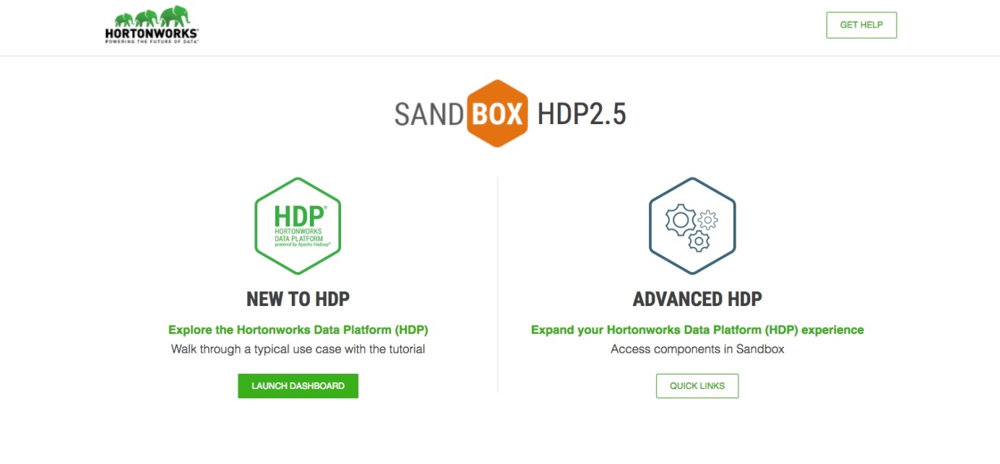 HORTONWORKS
POWERING THE FUTURE OF DATA
GET HELP
SANDBOX HDP2.5
HDP®
HORTONWORKS
DATA PLATFORM
powered by Apache Hadoop®
NEW TO HDP
Explore the Hortonworks Data Platform (HDP)
Walk through a typical use case with the tutorial
LAUNCH DASHBOARD
ADVANCED HDP
Expand your Hortonworks Data Platform (HDP) experience
Access components in Sandbox
QUICK LINKS